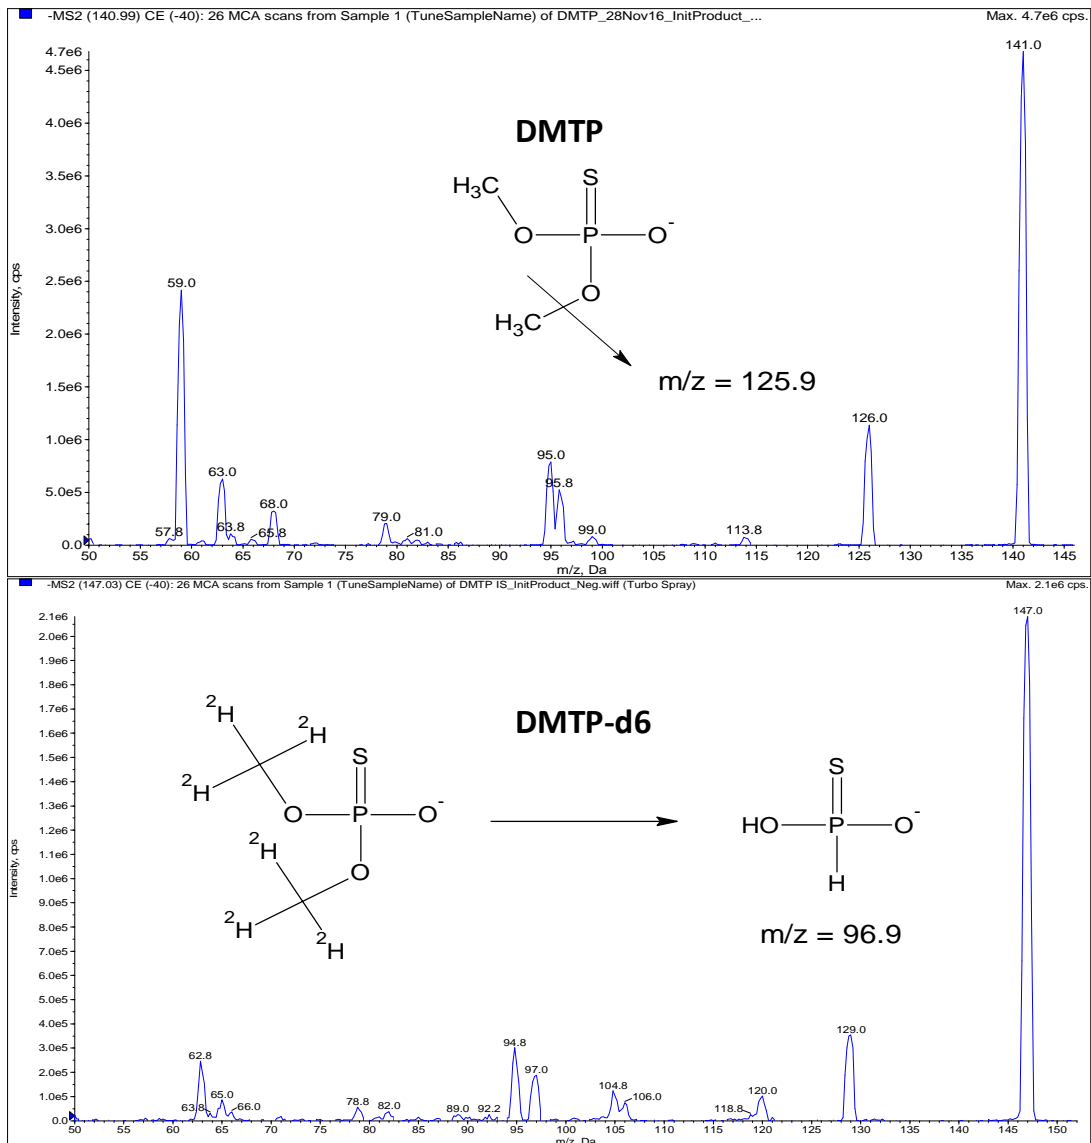 -MS2 (140.99) CE (-40): 26 MCA scans from Sample 1 (TuneSampleName) of DMTP_28Nov16_InitProduct_...
Max. 4.7e6 cps.
4.7e6
4.5e6
4.0e6
3.5e6
3.0e6
2.5e6
2.0e6
1.5e6
1.0e6
5.0e5
0.0
Intensity, cps
141.0
DMTP
S
H3C
O
P
O-
O
H3C
m/z = 125.9
59.0
126.0
95.0
95.8
63.0
68.0
57.8
63.8
65.8
79.0
81.0
99.0
113.8
50 55 60 65 70 75 80 85 90 95 100 105 110 115 120 125 130 135 140 145
m/z, Da
-MS2 (147.03) CE (-40): 26 MCA scans from Sample 1 (TuneSampleName) of DMTP IS_InitProduct_Neg.wiff (Turbo Spray)
Max. 2.1e6 cps.
2.1e6
2.0e6
1.9e6
1.8e6
1.7e6
1.6e6
1.5e6
1.4e6
1.3e6
1.2e6
1.1e6
1.0e6
9.0e5
8.0e5
7.0e5
6.0e5
5.0e5
4.0e5
3.0e5
2.0e5
1.0e5
0.0
Intensity, cps
147.0
DMTP-d6
2H
2H
2H
S
O
P
O-
2H
O
2H
2H
S
HO
P
O-
H
m/z = 96.9
62.8
63.8
65.0
66.0
78.8
82.0
89.0
92.2
94.8
97.0
104.8
106.0
118.8
120.0
129.0
50 55 60 65 70 75 80 85 90 95 100 105 110 115 120 125 130 135 140 145 150
m/z, Da